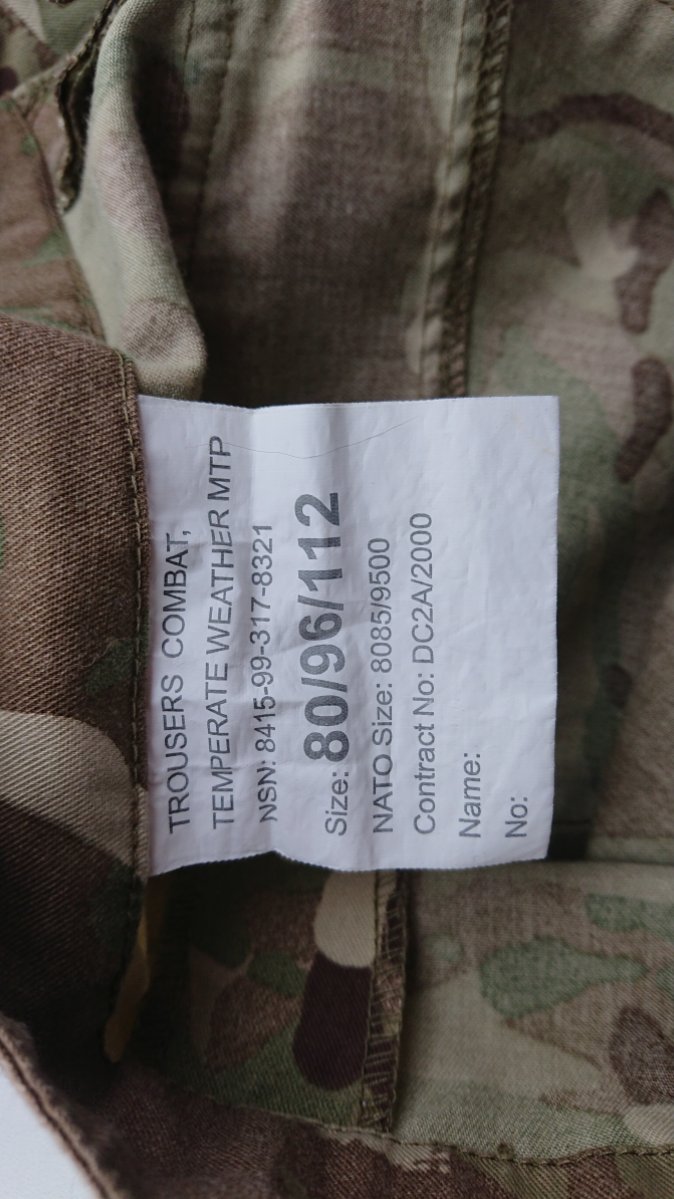 TROUSERS COMBAT,
TEMPERATE WEATHER MTP
NSN: 8415-99-317-8321
Size: 80/96/112
NATO Size: 8085/9500
Contract No: DC2A/2000
Name:
No: